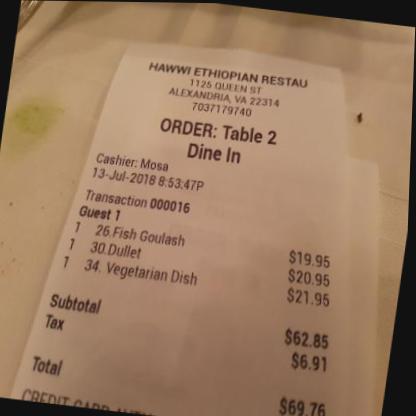 HAWWI ETHIOPIAN RESTAU
1125 QUEEN ST
ALEXANDRIA, VA 22314
7037179740
ORDER: Table 2
Dine In
Cashier: Mosa
13-Jul-2018 8:53:47P
Transaction 000016
Guest 1
1 26.Fish Goulash $19.95
1 30.Dullet $20.95
1 34. Vegetarian Dish $21.95
Subtotal $62.85
Tax $6.91
Total $69.76
CREDIT CARD